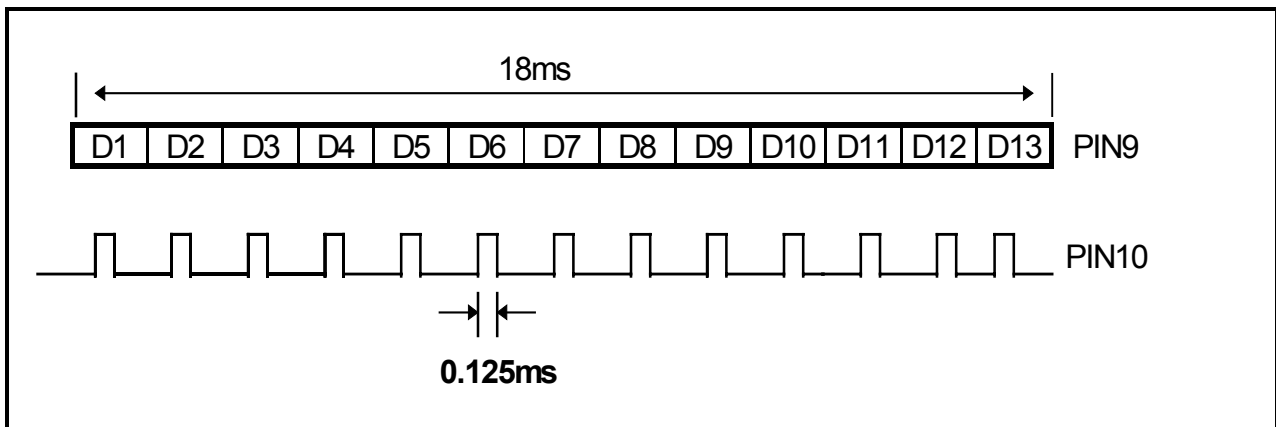 18ms
D1 D2 D3 D4 D5 D6 D7 D8 D9 D10 D11 D12 D13 PIN9
PIN10
0.125ms